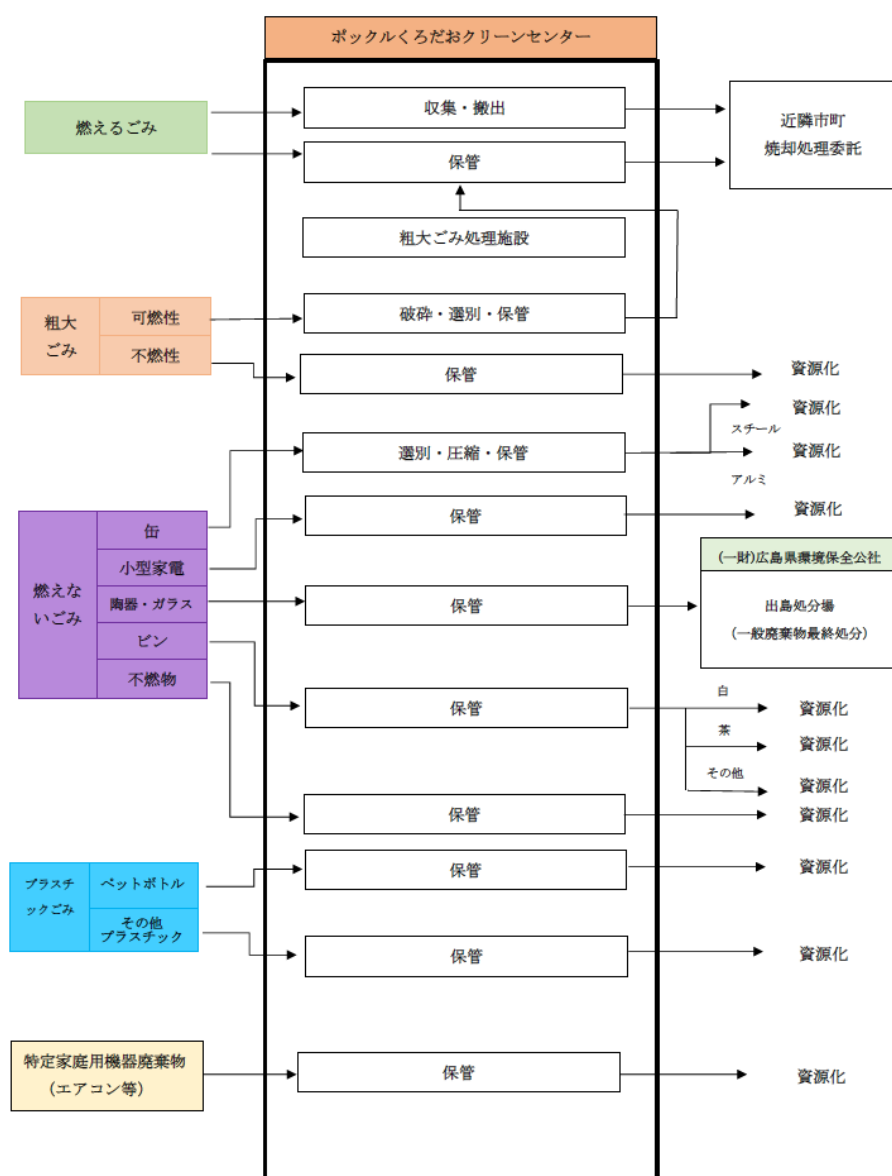 ポックルくろだおクリーンセンター
燃えるごみ
収集・搬出
保管
近隣市町
焼却処理委託
粗大ごみ処理施設
粗大
ごみ
可燃性
不燃性
破砕・選別・保管
保管
資源化
資源化
スチール
選別・圧縮・保管
資源化
アルミ
燃えな
いごみ
缶
小型家電
陶器・ガラス
ビン
不燃物
保管
資源化
(一財)広島県環境保全公社
保管
出島処分場
(一般廃棄物最終処分)
保管
白
資源化
茶
資源化
その他
資源化
保管
資源化
プラスチ
ックごみ
ペットボトル
その他
プラスチック
保管
資源化
保管
資源化
特定家庭用機器廃棄物
(エアコン等)
保管
資源化